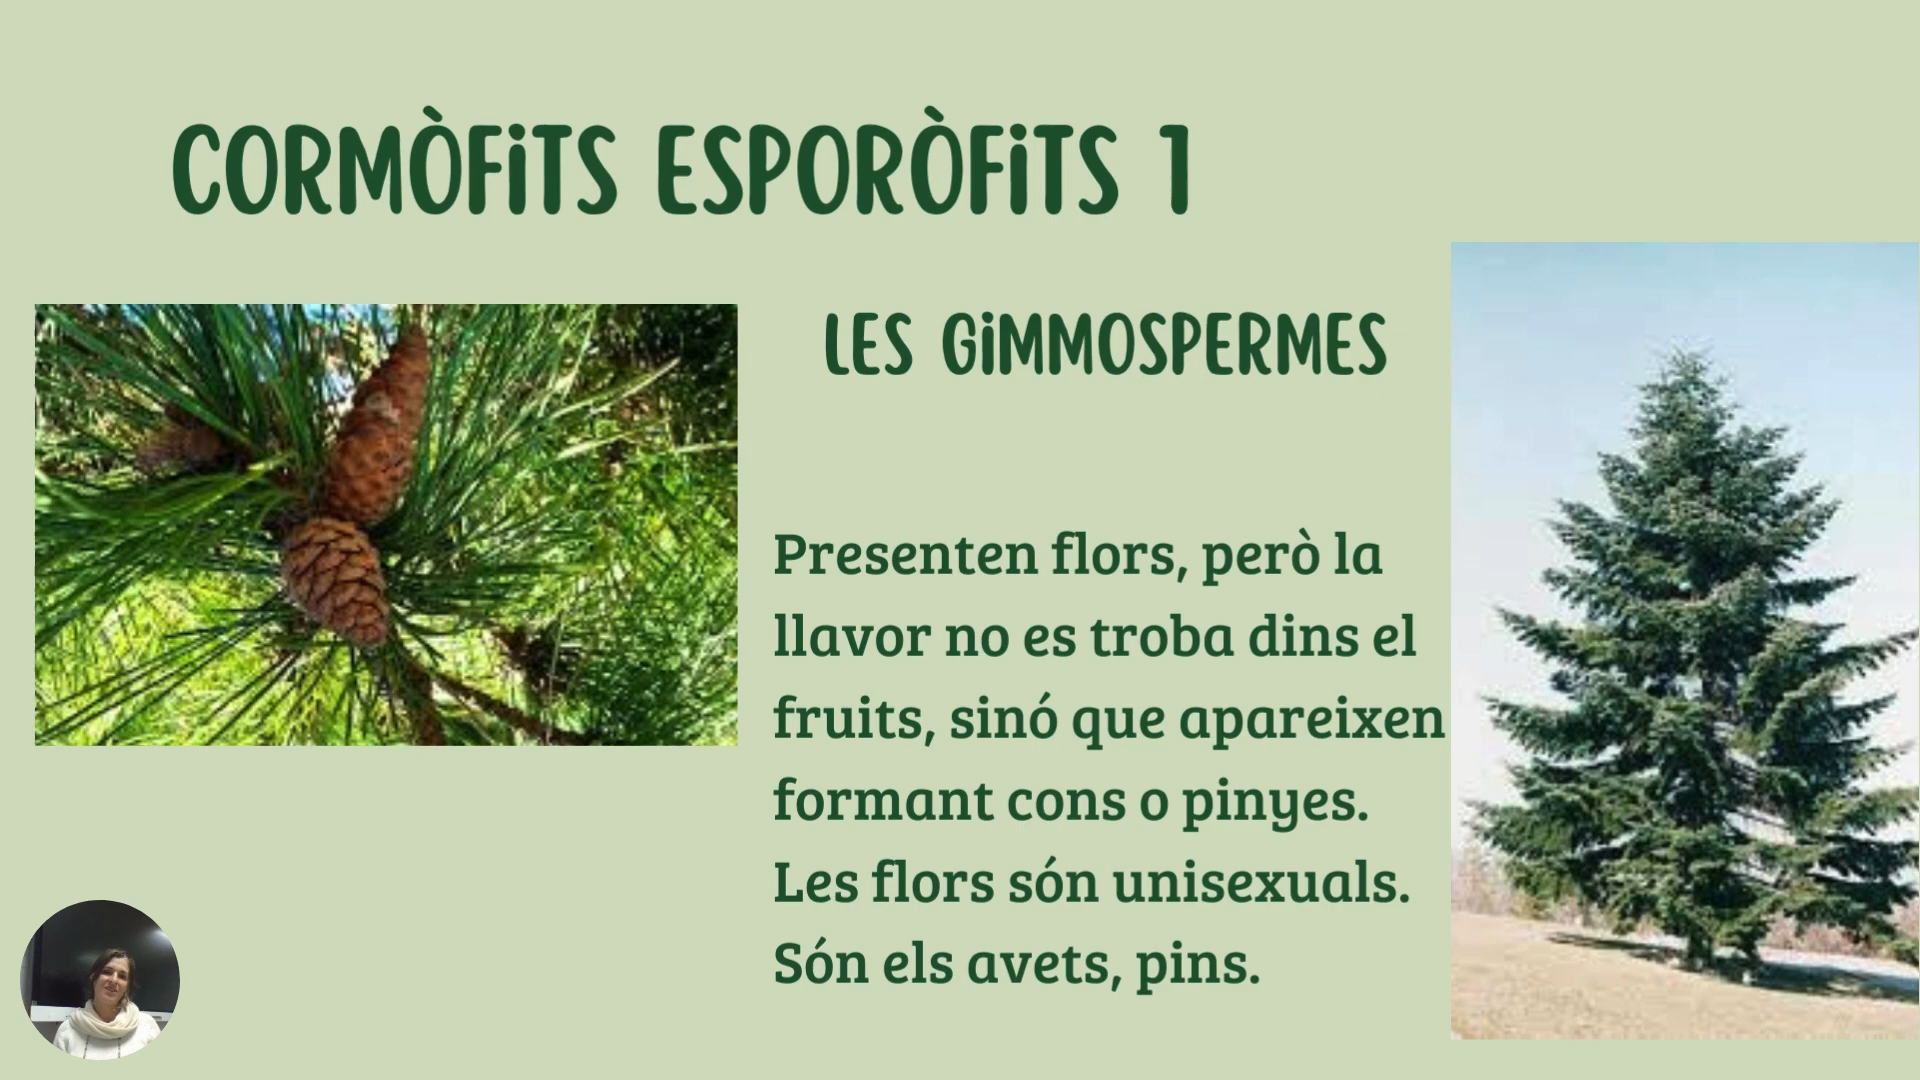 CORMÒFiTS ESPORÒFiTS 1
LES GiMMOSPERMES
Presenten flors, però la
llavor no es troba dins el
fruits, sinó que apareixen
formant cons o pinyes.
Les flors són unisexuals.
Són els avets, pins.